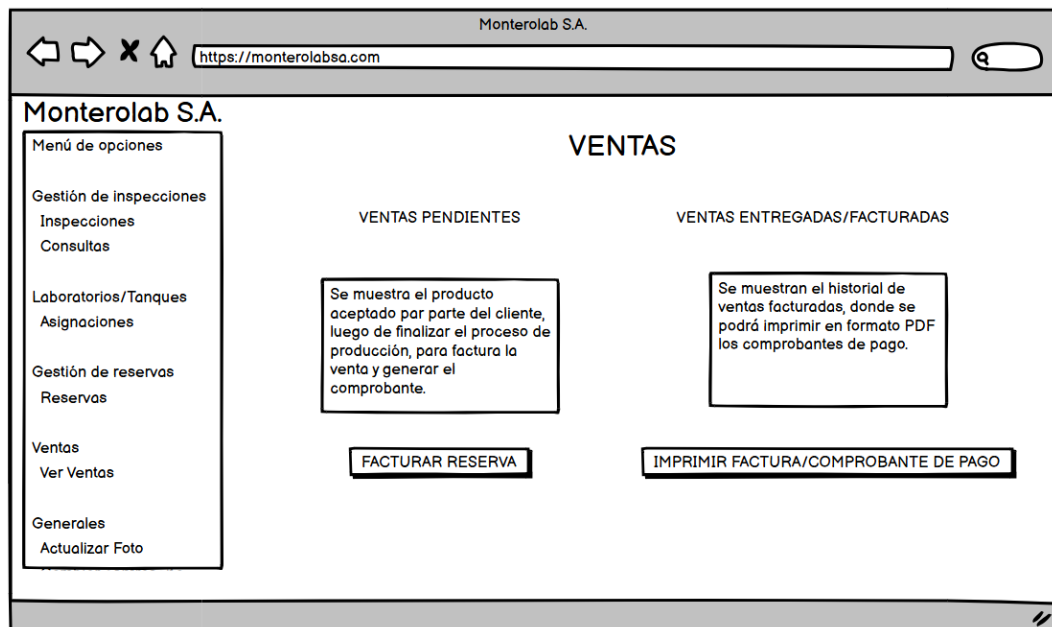 Monterolab S.A.
https://monterolabsa.com
Monterolab S.A.
Menú de opciones
Gestión de inspecciones
Inspecciones
Consultas
Laboratorios/Tanques
Asignaciones
Gestión de reservas
Reservas
Ventas
Ver Ventas
Generales
Actualizar Foto
VENTAS
VENTAS PENDIENTES
Se muestra el producto
aceptado par parte del cliente,
luego de finalizar el proceso de
producción, para factura la
venta y generar el
comprobante.
FACTURAR RESERVA
VENTAS ENTREGADAS/FACTURADAS
Se muestran el historial de
ventas facturadas, donde se
podrá imprimir en formato PDF
los comprobantes de pago.
IMPRIMIR FACTURA/COMPROBANTE DE PAGO